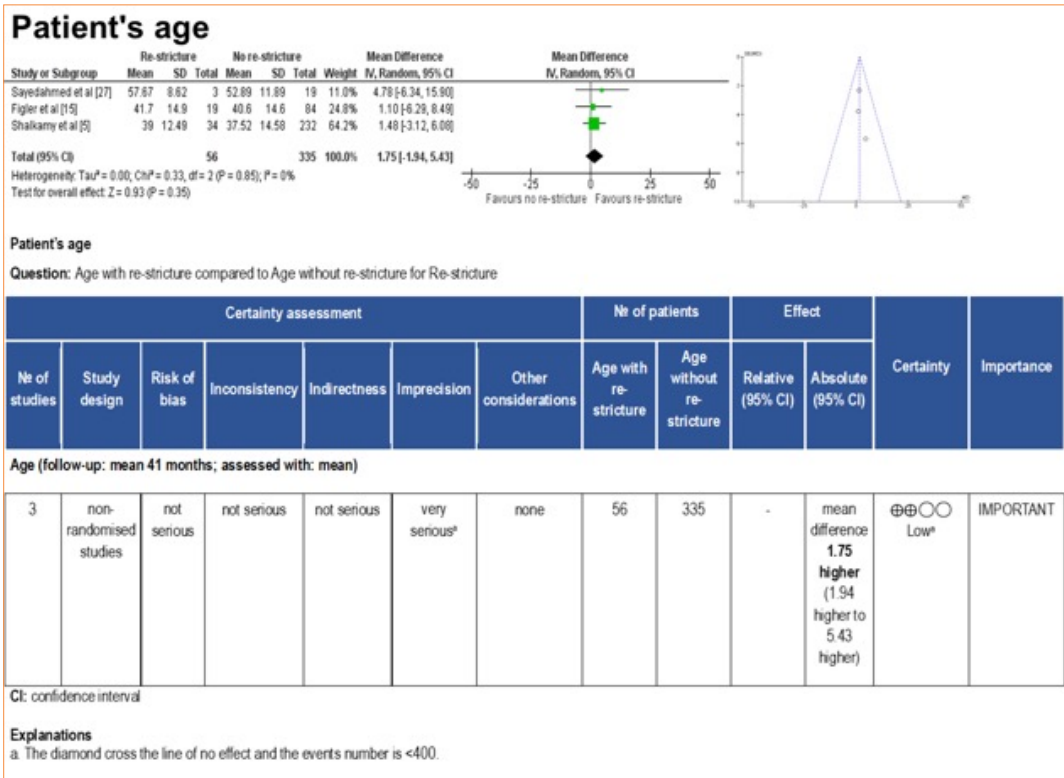 Patient's age
Re-stricture No re-stricture Mean Difference Mean Difference
Study or Subgroup Mean SD Total Mean SD Total Weight IV, Random, 95% CI IV, Random, 95% CI
Sayedahmed et al [27] 57.67 8.62 3 52.89 11.89 19 11.0% 4.78 [-6.34, 15.90]
Figler et al [15] 41.7 14.9 19 40.6 14.6 84 24.8% 1.10 [-6.29, 8.49]
Shalkamy et al [5] 39 12.49 34 37.52 14.58 232 64.2% 1.48 [-3.12, 6.08]
Total (95% CI) 56 335 100.0% 1.75 [-1.94, 5.43]
Heterogeneity: Tau² = 0.00; Chi² = 0.33, df = 2 (P = 0.85); I² = 0%
Test for overall effect: Z = 0.93 (P = 0.35)
-50 -25 0 25 50
Favours no re-stricture Favours re-stricture
Patient's age
Question: Age with re-stricture compared to Age without re-stricture for Re-stricture
Certainty assessment
№ of patients
Effect
Certainty
Importance
№ of studies
Study design
Risk of bias
Inconsistency
Indirectness
Imprecision
Other considerations
Age with re-stricture
Age without re-stricture
Relative (95% CI)
Absolute (95% CI)
Age (follow-up: mean 41 months; assessed with: mean)
3
non-randomised studies
not serious
not serious
not serious
very seriousª
none
56
335
-
mean difference 1.75 higher (1.94 higher to 5.43 higher)
⊕⊕◯◯
Lowª
IMPORTANT
CI: confidence interval
Explanations
a. The diamond cross the line of no effect and the events number is <400.